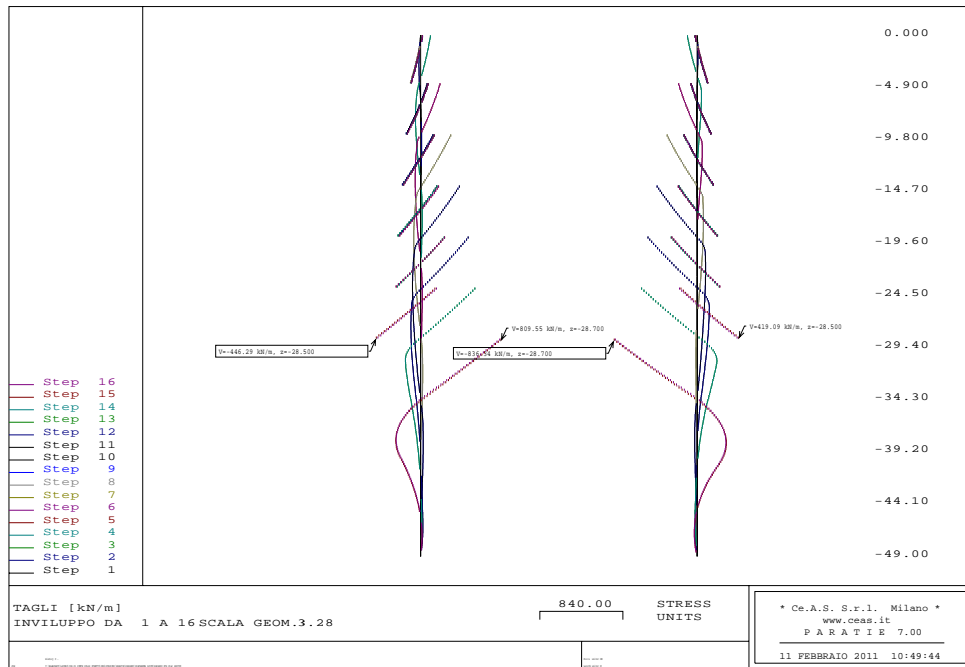 0.000
-4.900
-9.800
-14.70
-19.60
-24.50
-29.40
-34.30
-39.20
-44.10
-49.00
V=809.55 kN/m, z=-28.700
V=419.09 kN/m, z=-28.500
V=-446.29 kN/m, z=-28.500
V=-836.54 kN/m, z=-28.700
Step 16
Step 15
Step 14
Step 13
Step 12
Step 11
Step 10
Step 9
Step 8
Step 7
Step 6
Step 5
Step 4
Step 3
Step 2
Step 1
TAGLI [kN/m]
INVILUPPO DA 1 A 16 SCALA GEOM.3.28
840.00 STRESS
UNITS
* Ce.A.S. S.r.l. Milano *
www.ceas.it
P A R A T I E 7.00
11 FEBBRAIO 2011 10:49:44